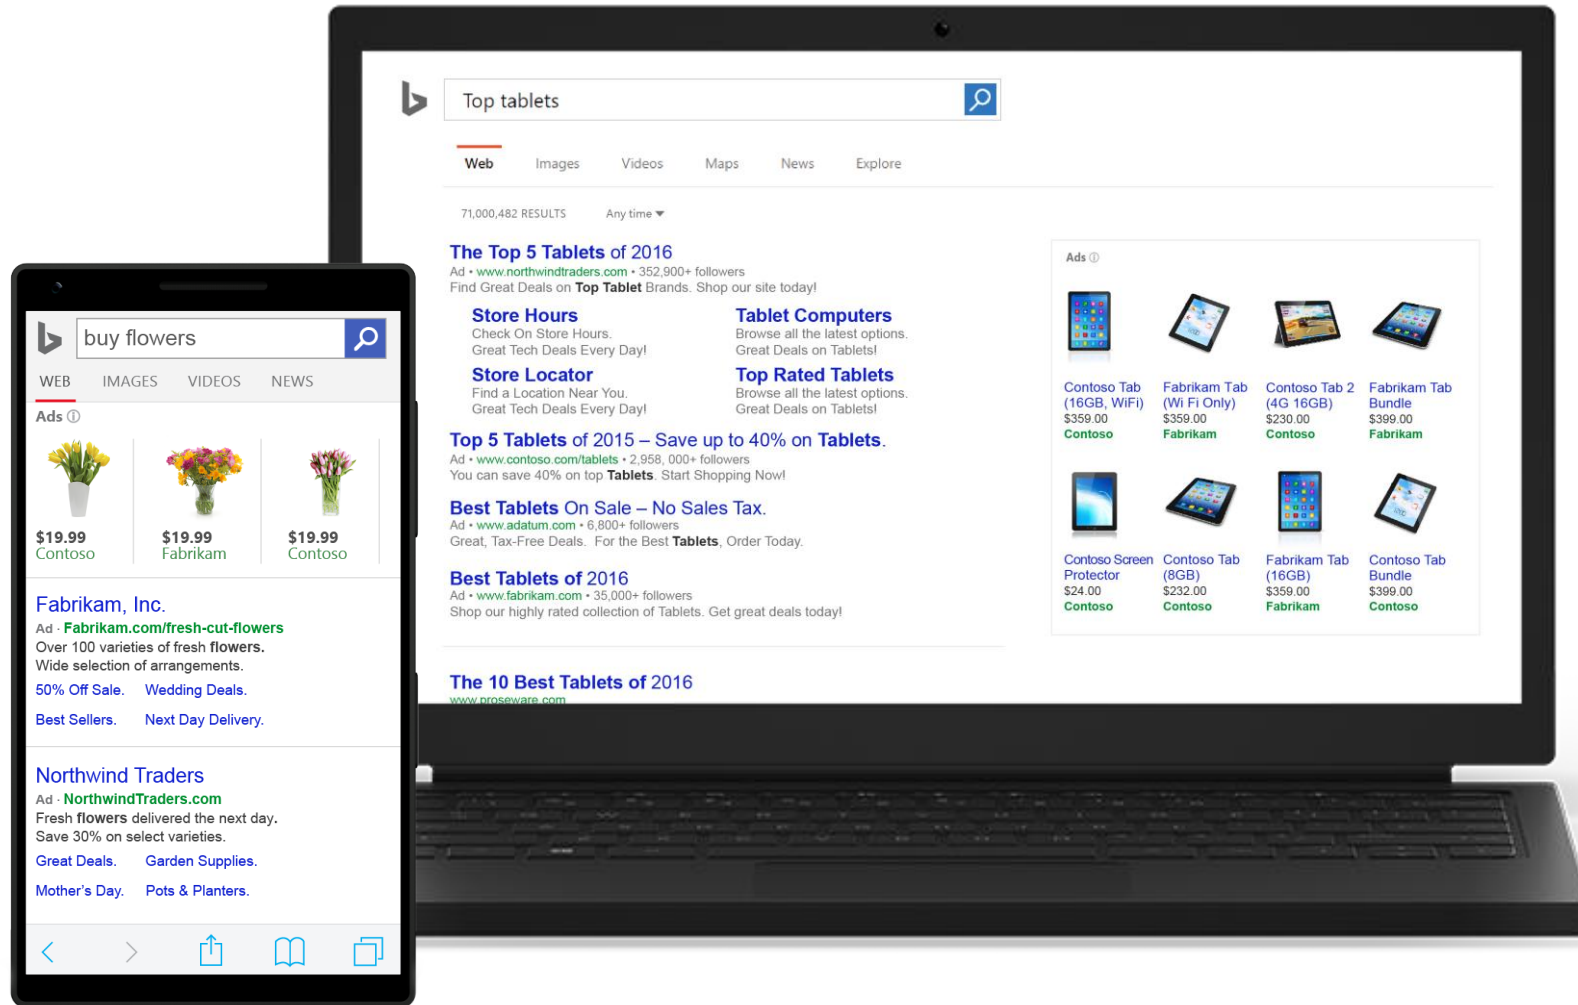 Top tablets
Web Images Videos Maps News Explore
71,000,482 RESULTS Any time
The Top 5 Tablets of 2016
Ad • www.northwindtraders.com • 352,900+ followers
Find Great Deals on Top Tablet Brands. Shop our site today!
Store Hours
Check On Store Hours.
Great Tech Deals Every Day!
Tablet Computers
Browse all the latest options.
Great Deals on Tablets!
Store Locator
Find a Location Near You.
Great Tech Deals Every Day!
Top Rated Tablets
Browse all the latest options.
Great Deals on Tablets!
Top 5 Tablets of 2015 – Save up to 40% on Tablets.
Ad • www.contoso.com/tablets • 2,958, 000+ followers
You can save 40% on top Tablets. Start Shopping Now!
Best Tablets On Sale – No Sales Tax.
Ad • www.adatum.com • 6,800+ followers
Great, Tax-Free Deals. For the Best Tablets, Order Today.
Best Tablets of 2016
Ad • www.fabrikam.com • 35,000+ followers
Shop our highly rated collection of Tablets. Get great deals today!
The 10 Best Tablets of 2016
www.proseware.com
Ads
Contoso Tab
(16GB, WiFi)
$359.00
Contoso
Fabrikam Tab
(Wi Fi Only)
$359.00
Fabrikam
Contoso Tab 2
(4G 16GB)
$230.00
Contoso
Fabrikam Tab
Bundle
$399.00
Fabrikam
Contoso Screen
Protector
$24.00
Contoso
Contoso Tab
(8GB)
$232.00
Contoso
Fabrikam Tab
(16GB)
$359.00
Fabrikam
Contoso Tab
Bundle
$399.00
Contoso
buy flowers
WEB IMAGES VIDEOS NEWS
Ads
$19.99
Contoso
$19.99
Fabrikam
$19.99
Contoso
Fabrikam, Inc.
Ad · Fabrikam.com/fresh-cut-flowers
Over 100 varieties of fresh flowers.
Wide selection of arrangements.
50% Off Sale. Wedding Deals.
Best Sellers. Next Day Delivery.
Northwind Traders
Ad · NorthwindTraders.com
Fresh flowers delivered the next day.
Save 30% on select varieties.
Great Deals. Garden Supplies.
Mother's Day. Pots & Planters.